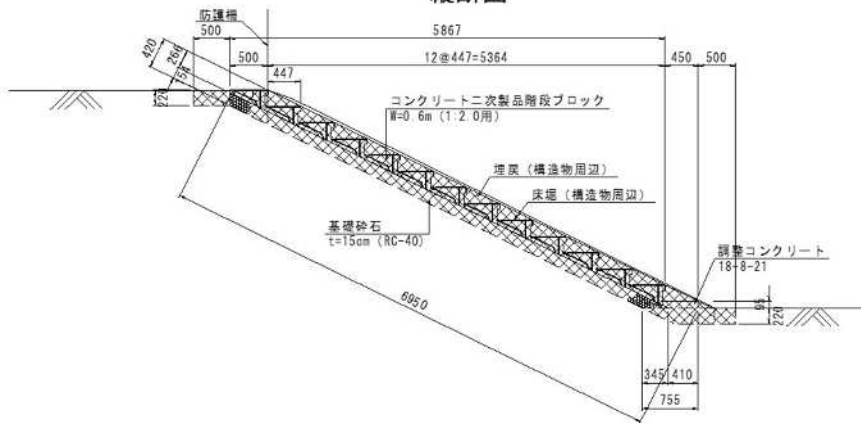 縦断図
防護柵
500
5867
500
12@447=5364
450
500
420
266
154
447
220
コンクリート二次製品階段ブロック
W=0.6m (1:2.0用)
埋戻 (構造物周辺)
床堀 (構造物周辺)
基礎砕石
t=15cm (RC-40)
調整コンクリート
18-8-21
6950
95
220
345
410
755